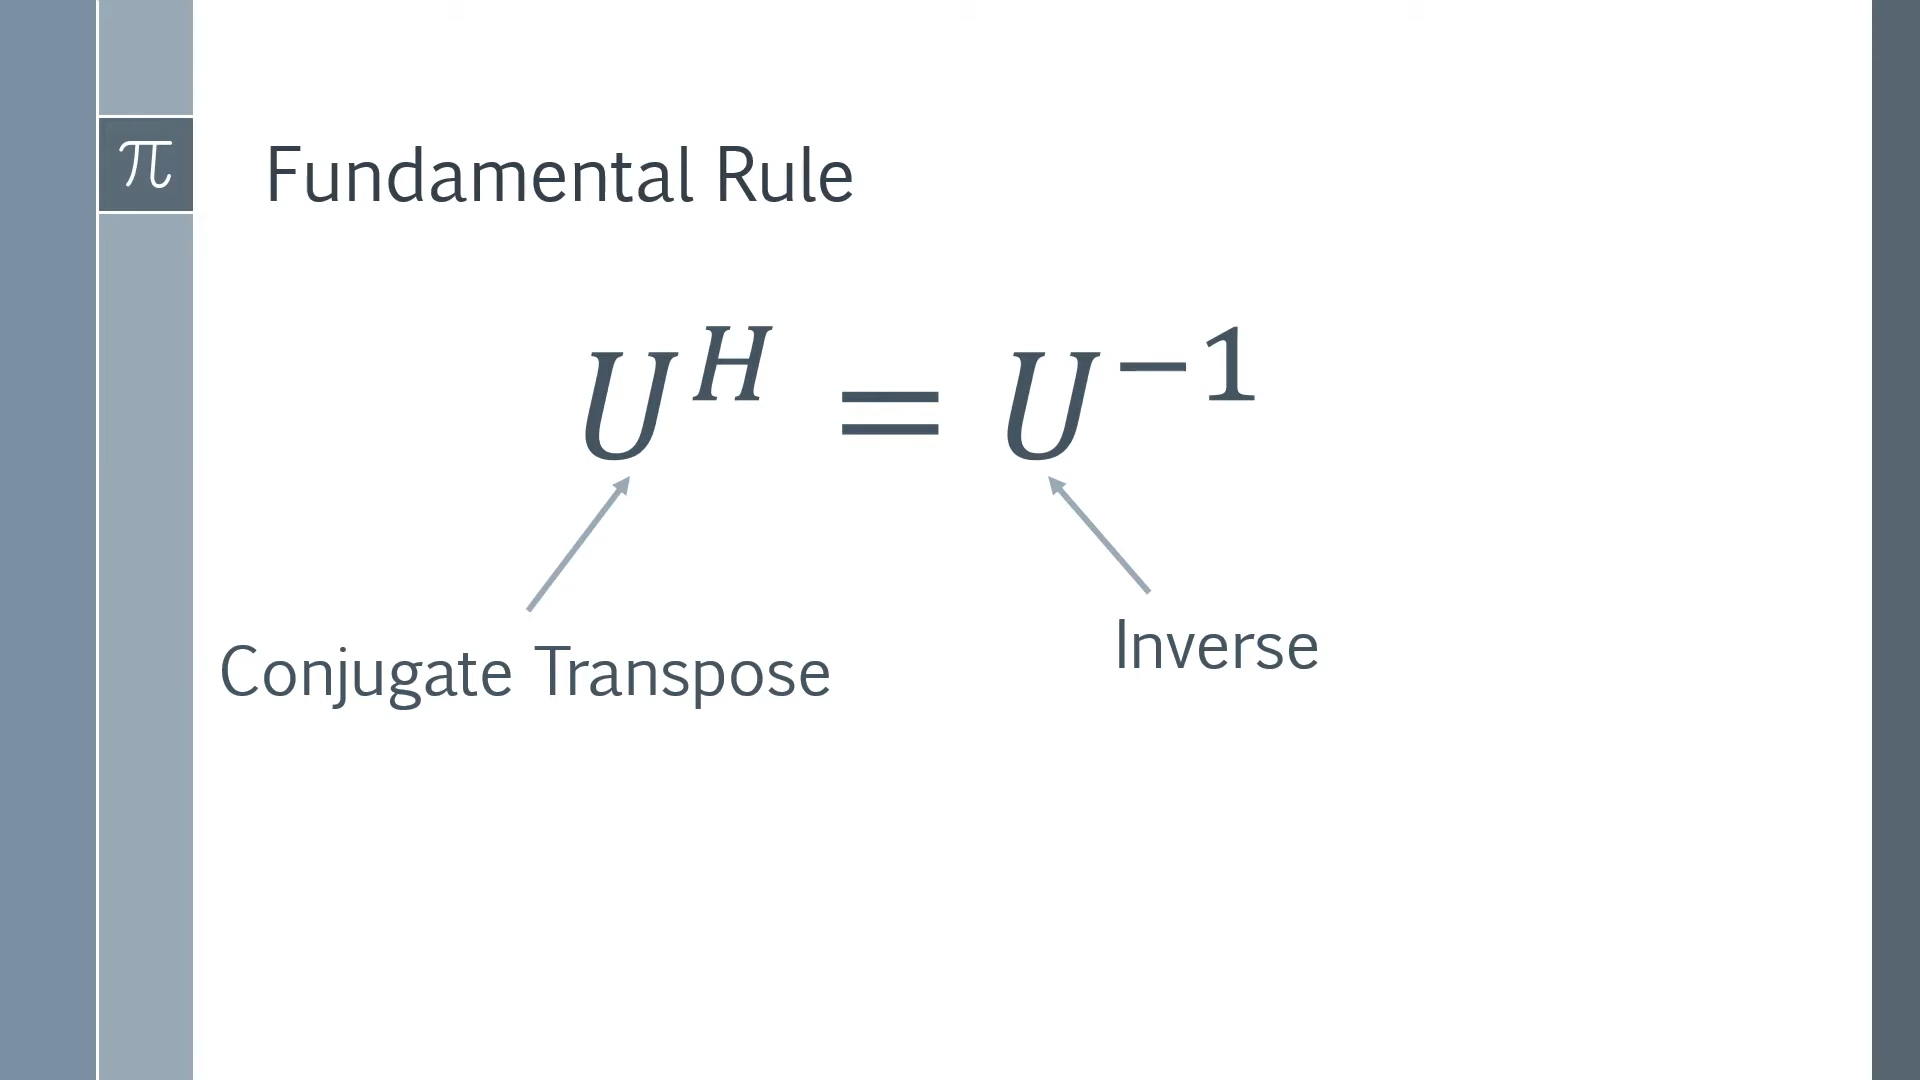 π
Fundamental Rule
U^H = U^{-1}
Conjugate Transpose
Inverse